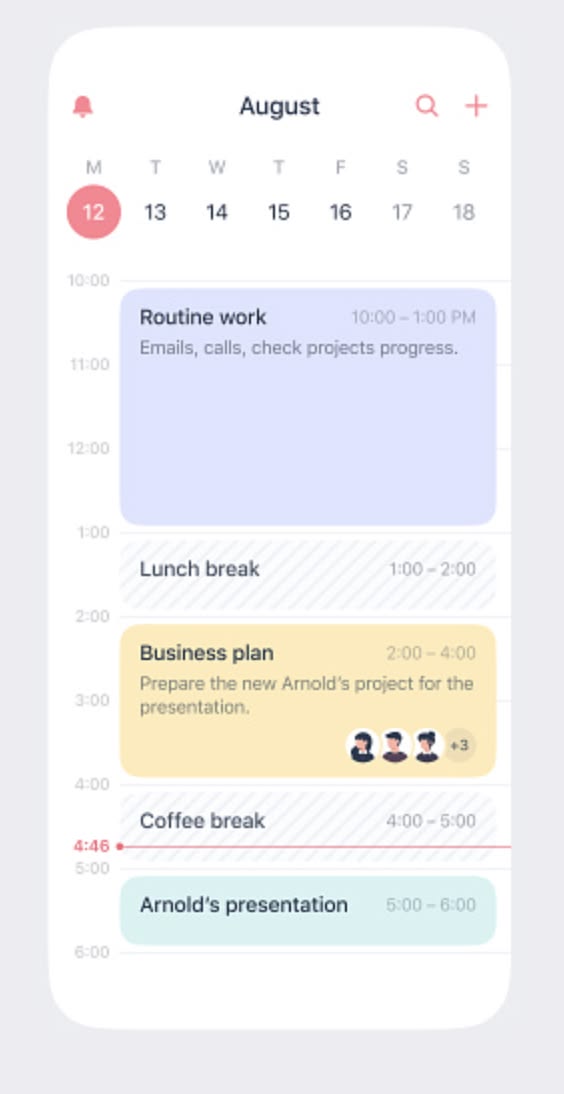 August
M T W T F S S
12 13 14 15 16 17 18
10:00
Routine work 10:00 – 1:00 PM
Emails, calls, check projects progress.
11:00
12:00
1:00
Lunch break 1:00 – 2:00
2:00
Business plan 2:00 – 4:00
Prepare the new Arnold's project for the
3:00
presentation.
+3
4:00
Coffee break 4:00 – 5:00
4:46
5:00
Arnold's presentation 5:00 – 6:00
6:00